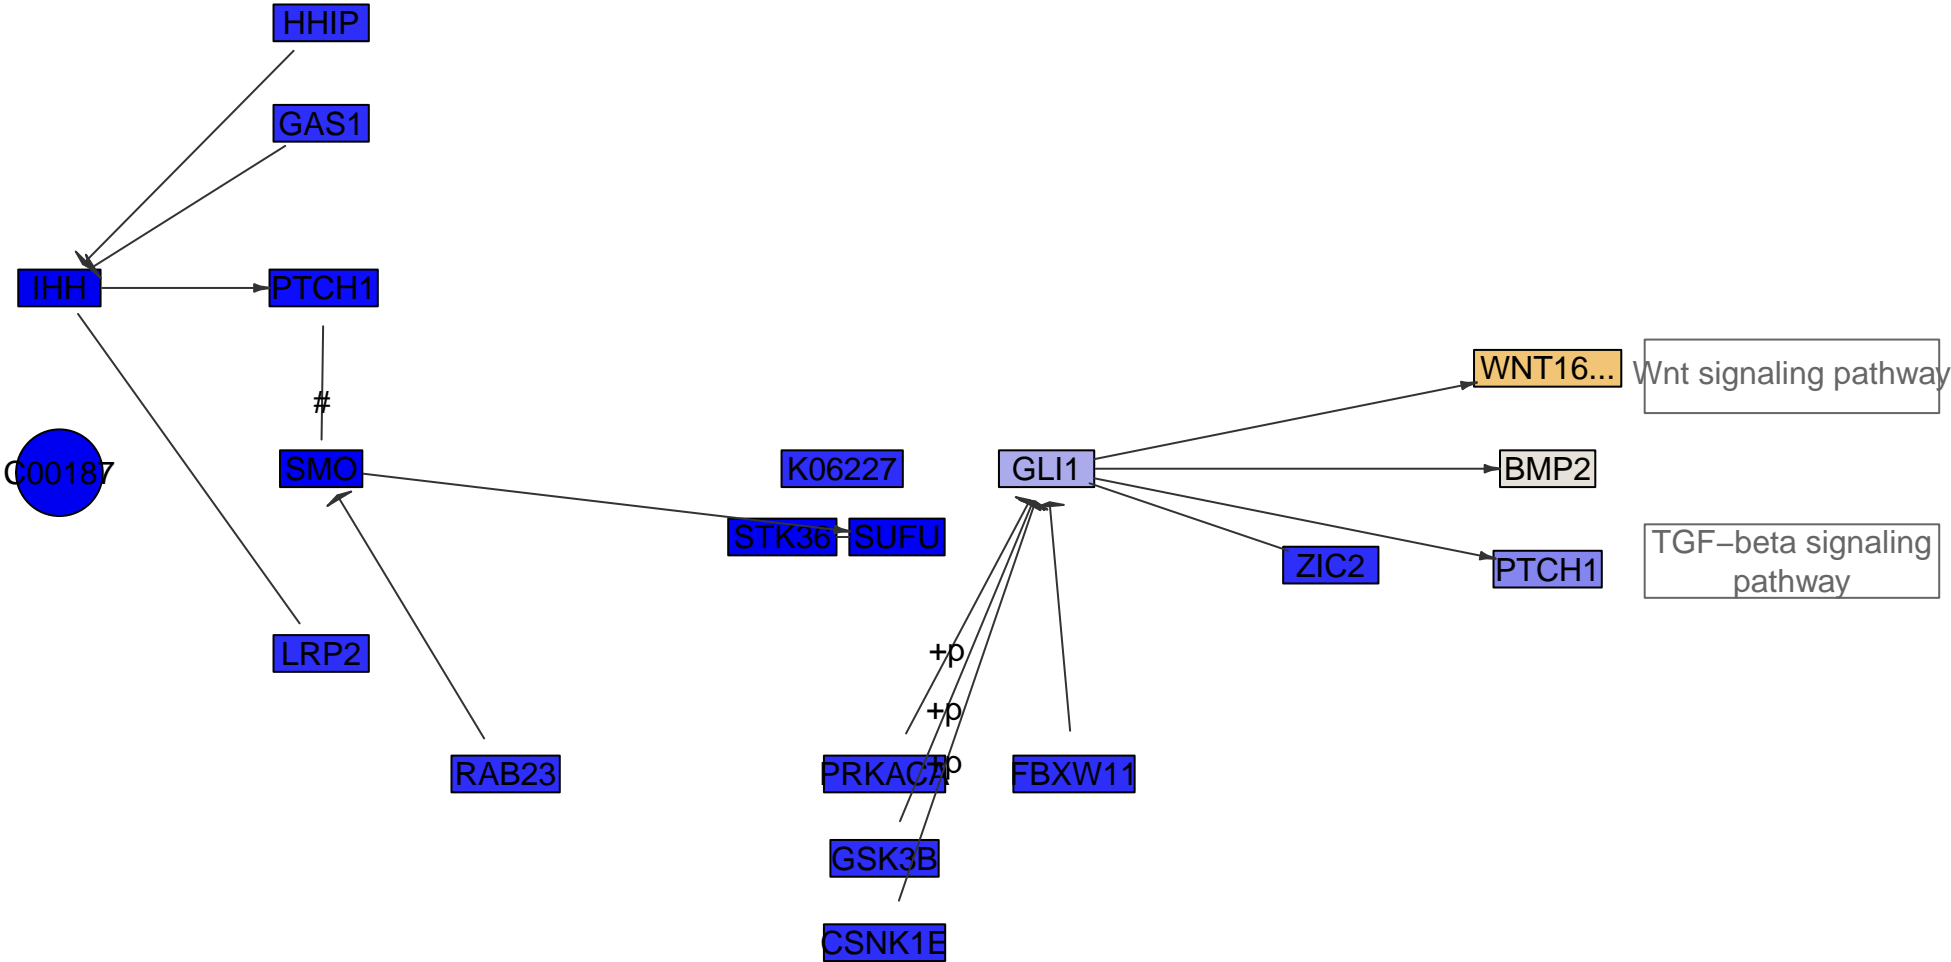 HHIP
GAS1
IHH
PTCH1
WNT16...
Wnt signaling pathway
#
C00187
SMO
K06227
GLI1
BMP2
STK36
SUFU
ZIC2
PTCH1
TGF−beta signaling
pathway
LRP2
+p
+p
+p
RAB23
PRKACA
FBXW11
GSK3B
CSNK1E